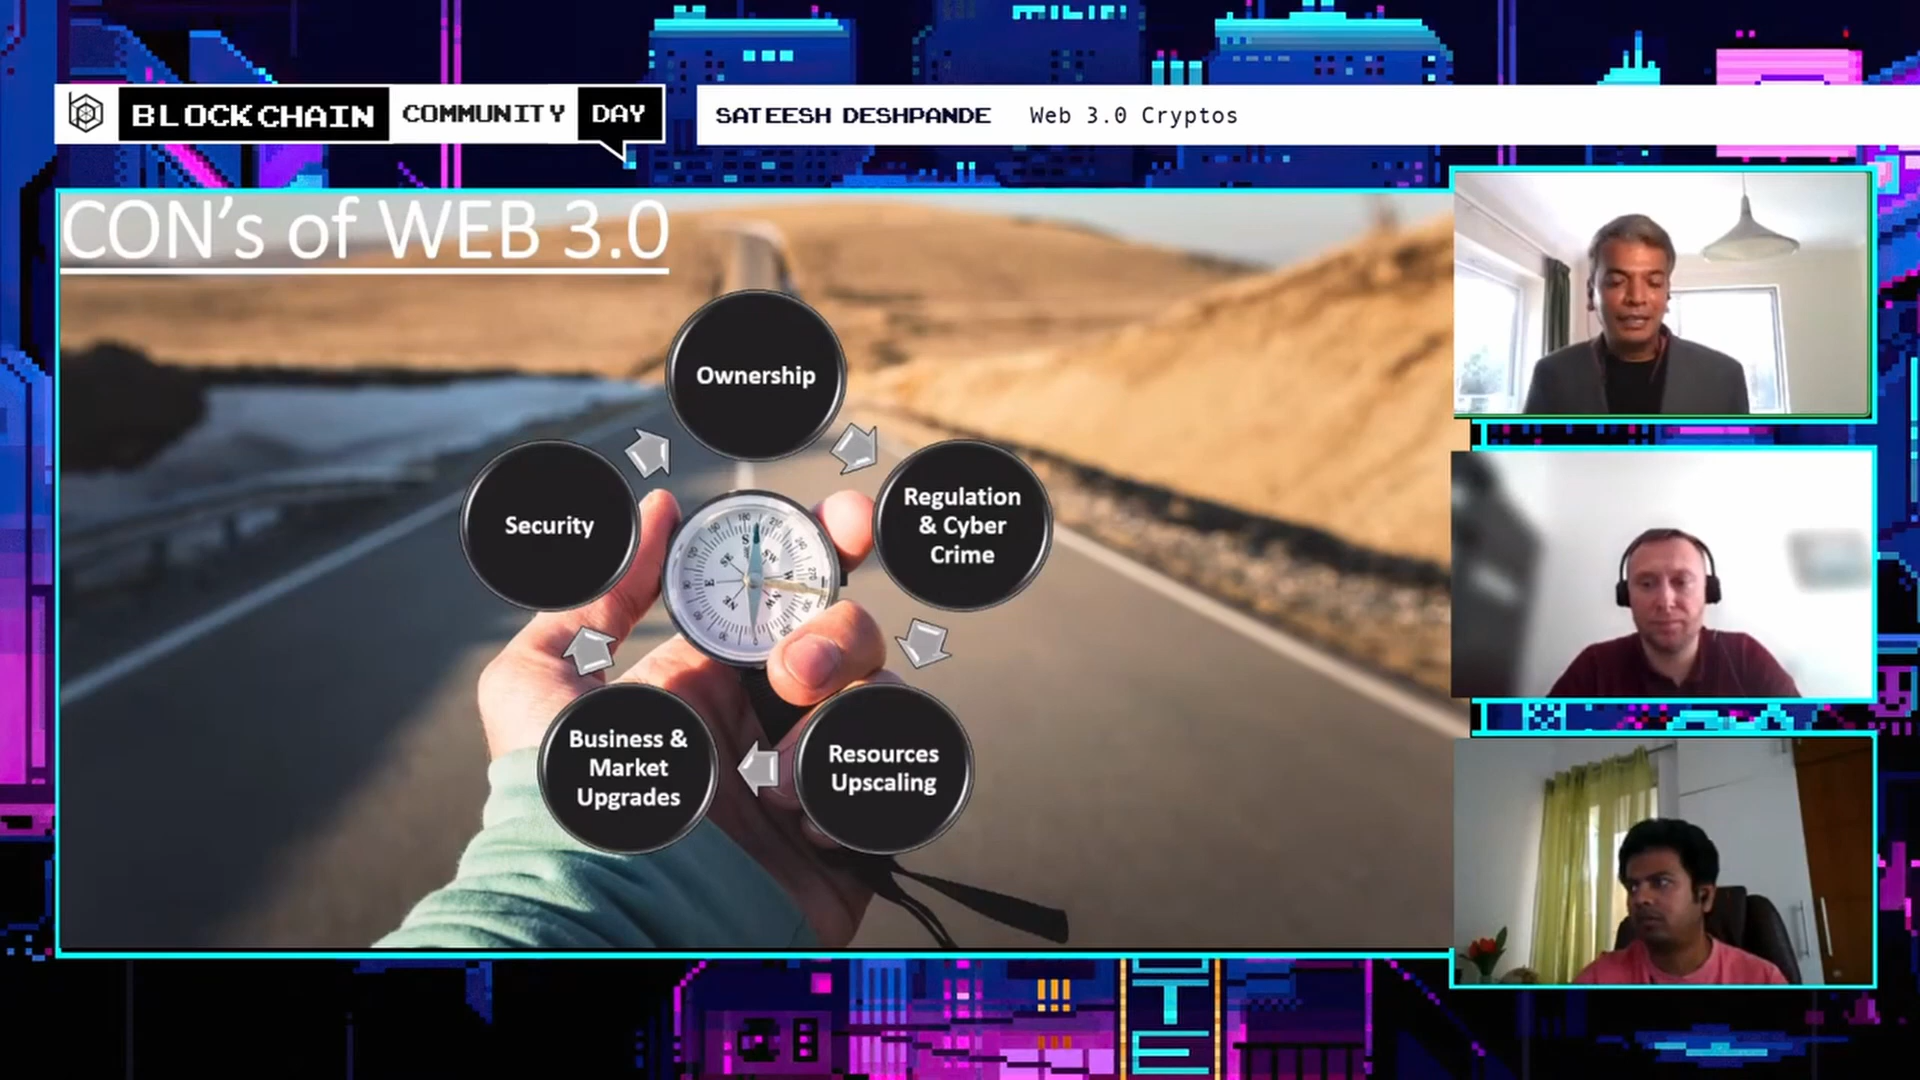 BLOCKCHAIN COMMUNITY DAY
SATEESH DESHPANDE Web 3.0 Cryptos
CON's of WEB 3.0
Ownership
Regulation
& Cyber
Crime
Security
Business &
Market
Upgrades
Resources
Upscaling